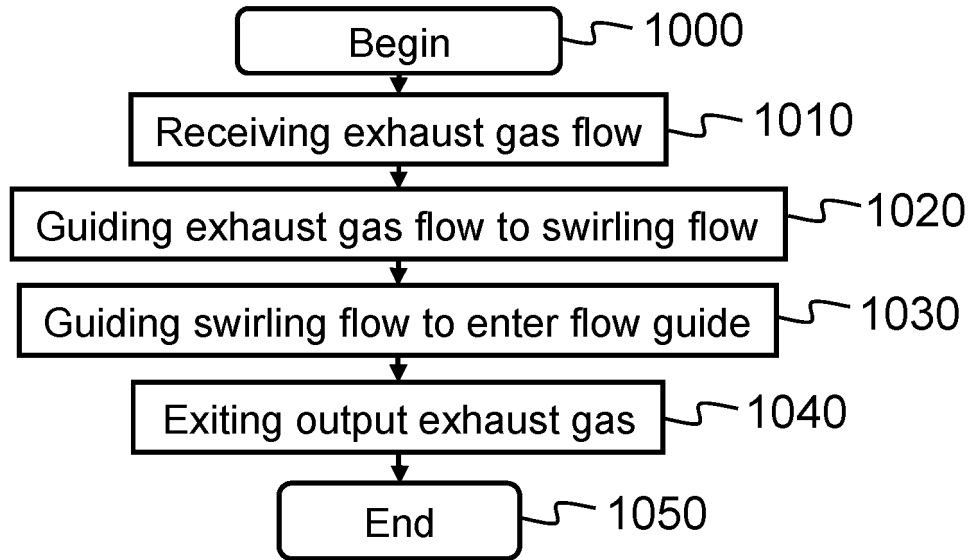 Begin 1000
Receiving exhaust gas flow 1010
Guiding exhaust gas flow to swirling flow 1020
Guiding swirling flow to enter flow guide 1030
Exiting output exhaust gas 1040
End 1050